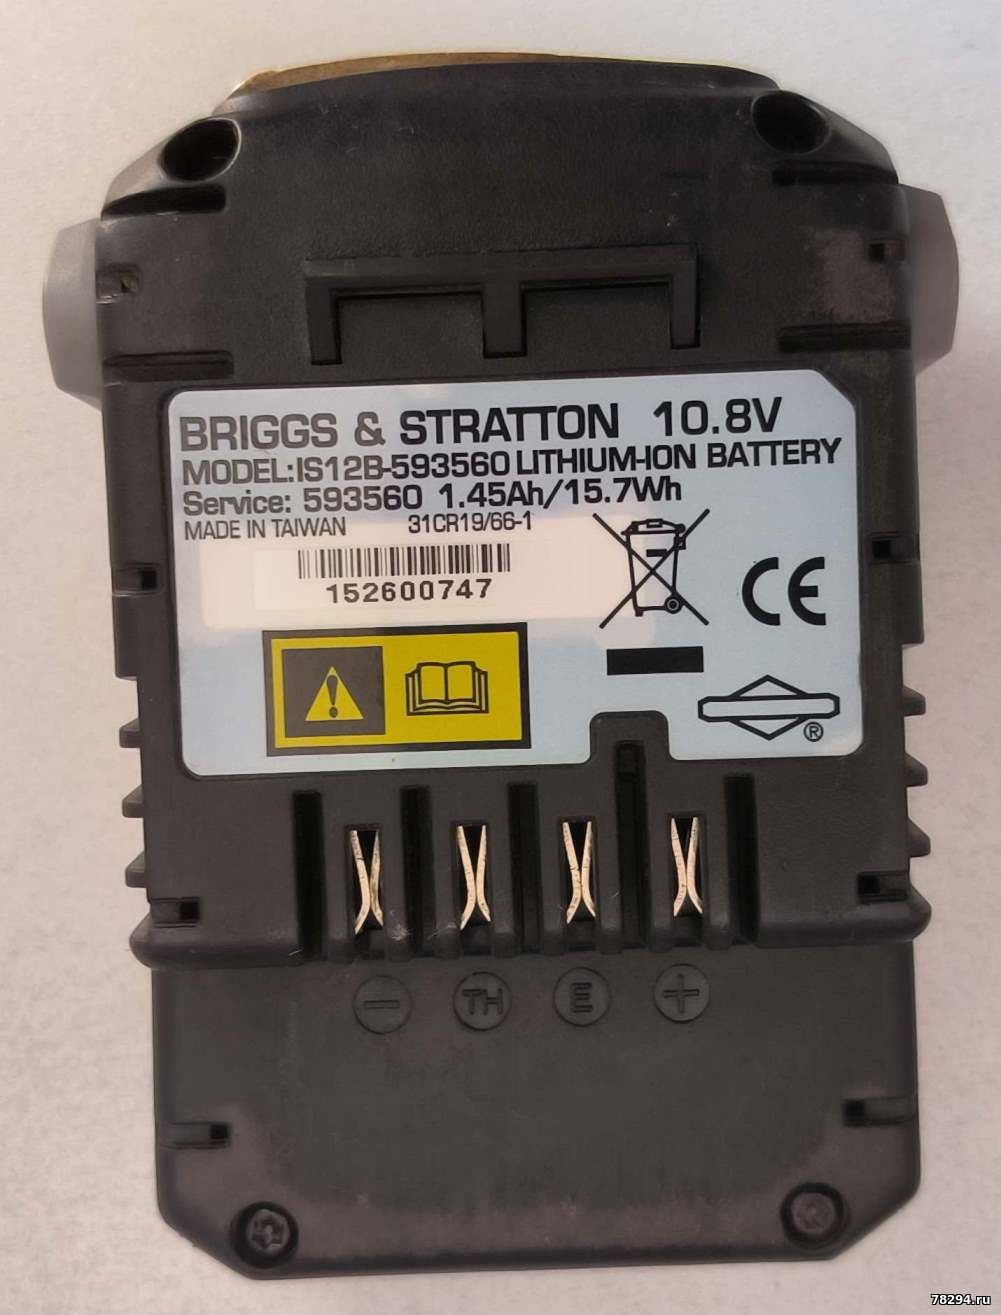 BRIGGS & STRATTON 10.8V
MODEL:IS12B-593560 LITHIUM-ION BATTERY
Service: 593560 1.45Ah/15.7Wh
MADE IN TAIWAN 31CR19/66-1
152600747
CE
®
− TH E +
78294.ru